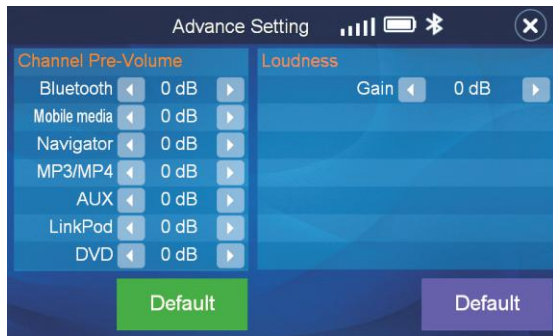 Advance Setting
Channel Pre-Volume
Bluetooth 0 dB
Mobile media 0 dB
Navigator 0 dB
MP3/MP4 0 dB
AUX 0 dB
LinkPod 0 dB
DVD 0 dB
Default
Loudness
Gain 0 dB
Default